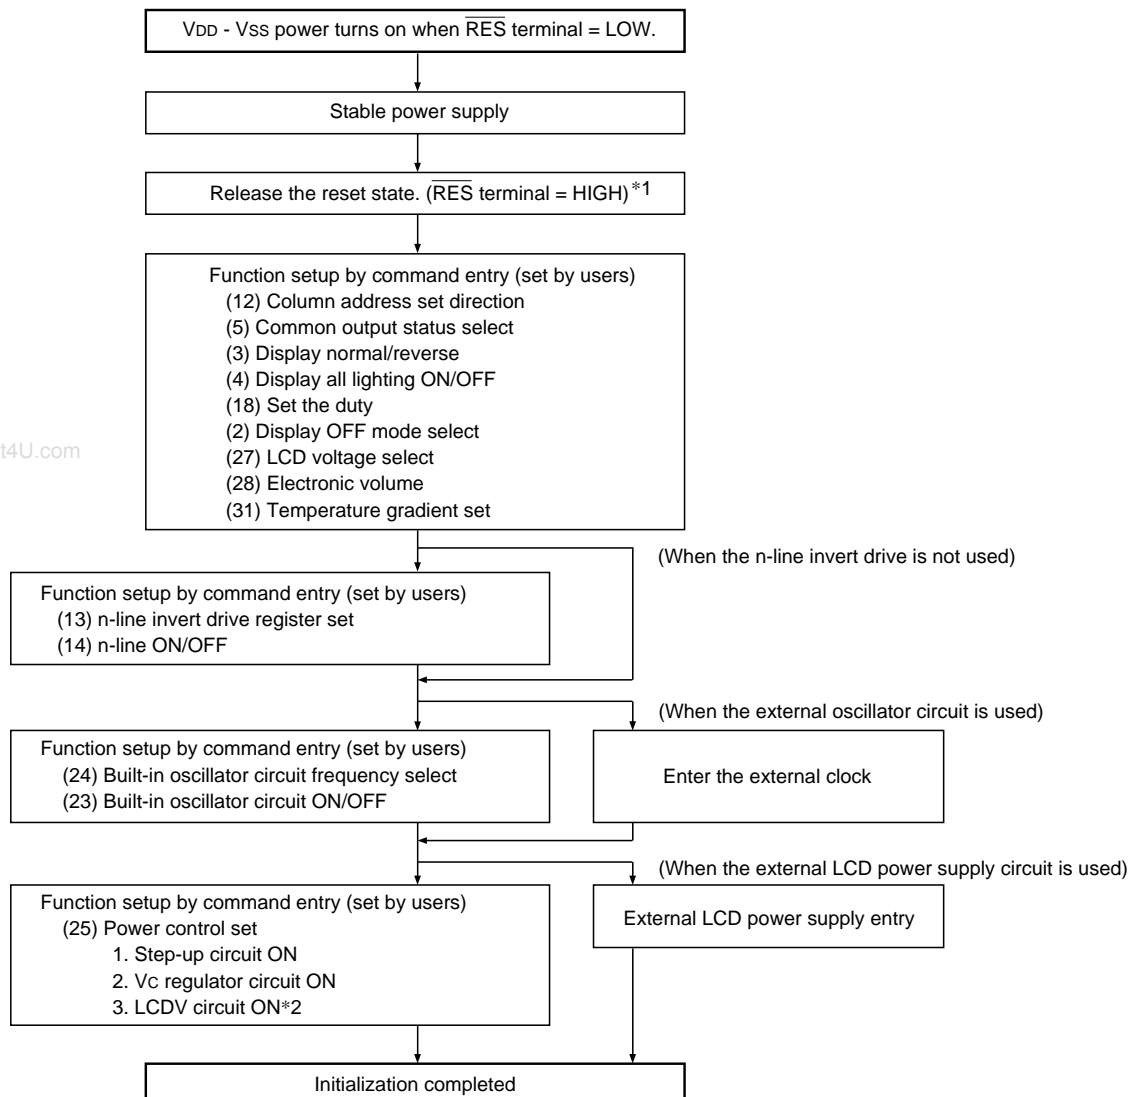 VDD - VSS power turns on when RES terminal = LOW.
Stable power supply
Release the reset state. (RES terminal = HIGH)*1
Function setup by command entry (set by users)
(12) Column address set direction
(5) Common output status select
(3) Display normal/reverse
(4) Display all lighting ON/OFF
(18) Set the duty
(2) Display OFF mode select
t4U.com
(27) LCD voltage select
(28) Electronic volume
(31) Temperature gradient set
(When the n-line invert drive is not used)
Function setup by command entry (set by users)
(13) n-line invert drive register set
(14) n-line ON/OFF
(When the external oscillator circuit is used)
Function setup by command entry (set by users)
(24) Built-in oscillator circuit frequency select
(23) Built-in oscillator circuit ON/OFF
Enter the external clock
(When the external LCD power supply circuit is used)
Function setup by command entry (set by users)
(25) Power control set
1. Step-up circuit ON
2. VC regulator circuit ON
3. LCDV circuit ON*2
External LCD power supply entry
Initialization completed